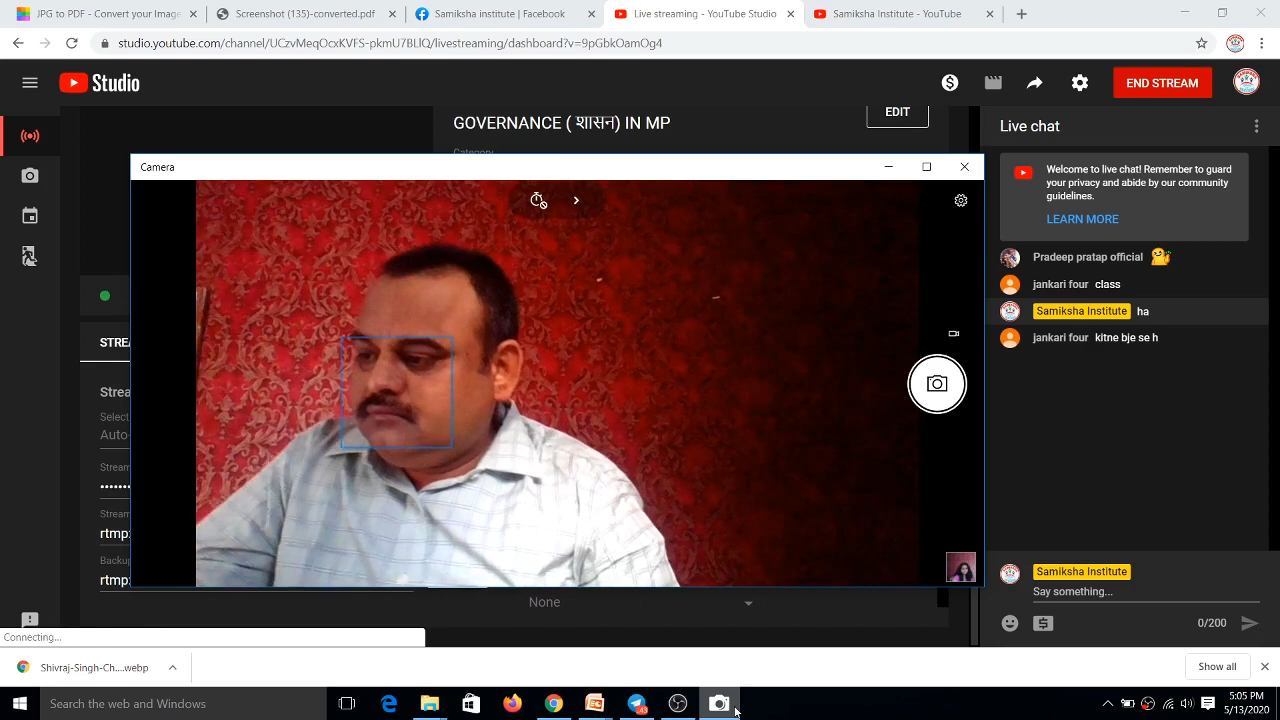 JPG to PDF - Convert your Image
Screenshot (135)-converted.pdf
Samiksha institute | Facebook
Live streaming - YouTube Studio
Samiksha Institute - YouTube
studio.youtube.com/channel/UCzvMeqOcxKVFS-pkmU7BLlQ/livestreaming/dashboard?v=9pGbkOamOg4
Studio
END STREAM
GOVERNANCE ( शासन) IN MP
EDIT
Category
Live chat
Camera
Welcome to live chat! Remember to guard
your privacy and abide by our community
guidelines.
LEARN MORE
Pradeep pratap official
jankari four class
Samiksha Institute ha
jankari four kitne bje se h
STREA
Strea
Selec
Auto-
Strea
Strea
rtmp:
Backup
rtmp:
None
Samiksha Institute
Say something...
0/200
Connecting...
Shivraj-Singh-Ch....webp
Show all
Search the web and Windows
43
5:05 PM
5/13/2020